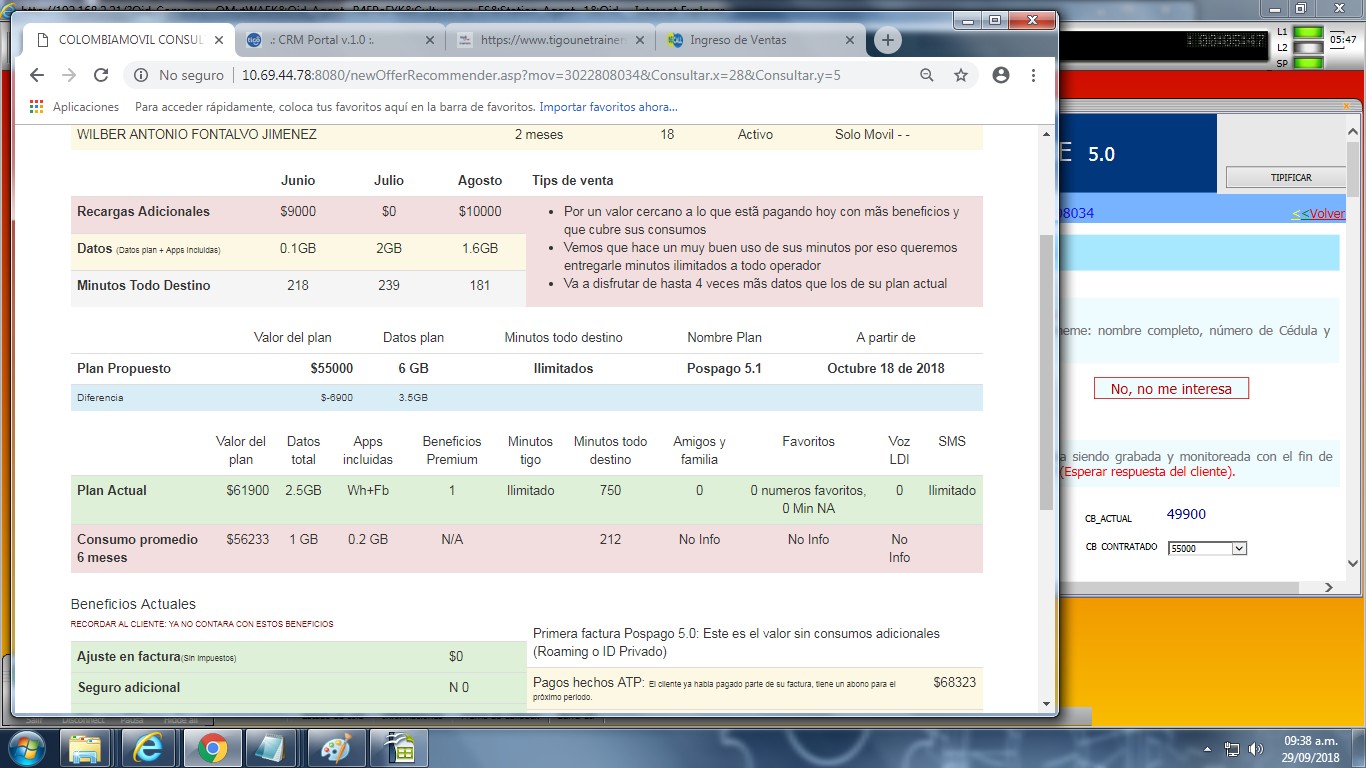 COLOMBIAMOVIL CONSUL
.: CRM Portal v.1.0 :.
https://www.tigounetrainer
Ingreso de Ventas
No seguro
10.69.44.78:8080/newOfferRecommender.asp?mov=3022808034&Consultar.x=28&Consultar.y=5
Aplicaciones
Para acceder rápidamente, coloca tus favoritos aquí en la barra de favoritos. Importar favoritos ahora...
WILBER ANTONIO FONTALVO JIMENEZ 2 meses 18 Activo Solo Movil - -
Junio Julio Agosto Tips de venta
Recargas Adicionales $9000 $0 $10000
Datos (Datos plan + Apps incluidas) 0.1GB 2GB 1.6GB
Minutos Todo Destino 218 239 181
• Por un valor cercano a lo que estã pagando hoy con mãs beneficios y
que cubre sus consumos
• Vemos que hace un muy buen uso de sus minutos por eso queremos
entregarle minutos ilimitados a todo operador
• Va a disfrutar de hasta 4 veces mãs datos que los de su plan actual
Valor del plan Datos plan Minutos todo destino Nombre Plan A partir de
Plan Propuesto $55000 6 GB Ilimitados Pospago 5.1 Octubre 18 de 2018
Diferencia $-6900 3.5GB
Valor del Datos Apps Beneficios Minutos Minutos todo Amigos y Favoritos Voz SMS
plan total incluidas Premium tigo destino familia LDI
Plan Actual $61900 2.5GB Wh+Fb 1 Ilimitado 750 0 0 numeros favoritos, 0 Ilimitado
0 Min NA
Consumo promedio $56233 1 GB 0.2 GB N/A 212 No Info No Info No
6 meses Info
Beneficios Actuales
RECORDAR AL CLIENTE: YA NO CONTARA CON ESTOS BENEFICIOS
Ajuste en factura(Sin impuestos) $0
Seguro adicional N 0
Primera factura Pospago 5.0: Este es el valor sin consumos adicionales
(Roaming o ID Privado)
Pagos hechos ATP: El cliente ya habia pagado parte de su factura, tiene un abono para el $68323
próximo periodo.
L1
L2
SP
05:47
E 5.0
TIPIFICAR
08034
<<Volver
eme: nombre completo, número de Cédula y
No, no me interesa
a siendo grabada y monitoreada con el fin de
(Esperar respuesta del cliente).
CB_ACTUAL 49900
CB CONTRATADO 55000
Salir Disconnect Pausa Hidde all
09:38 a.m.
29/09/2018